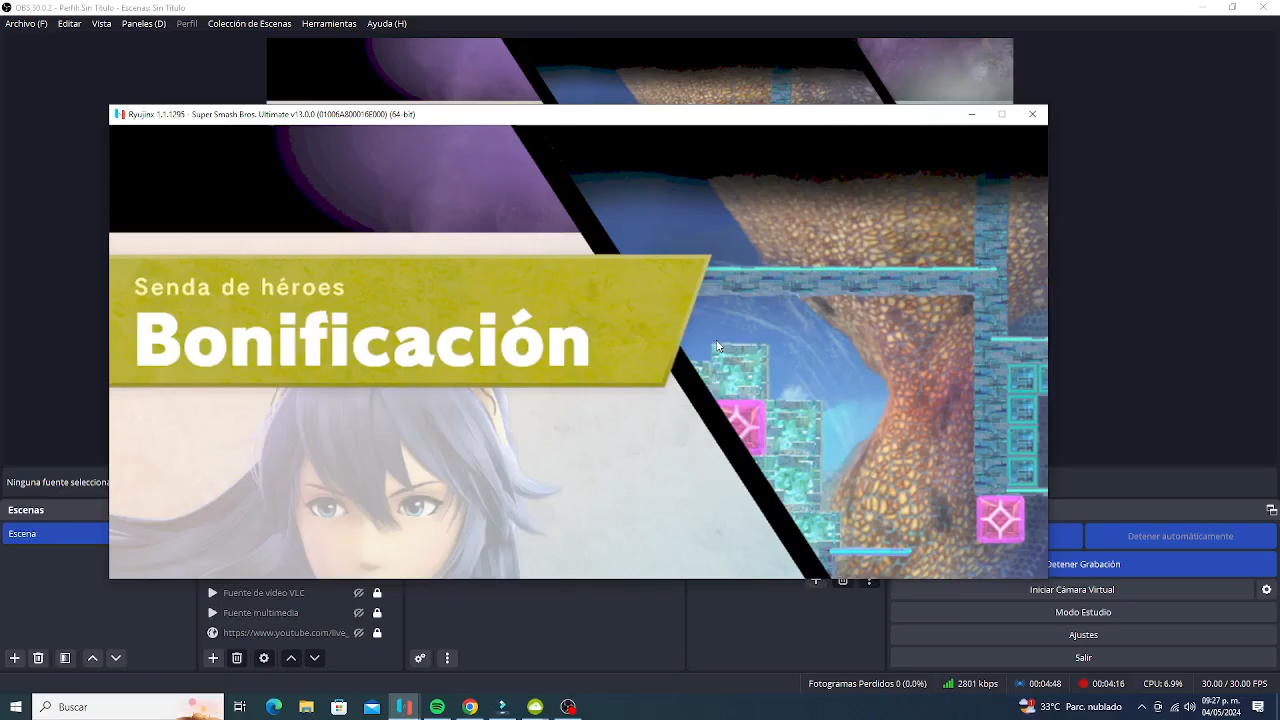 OBS 30.0.2 - Perfil: Sin Título - Escenas: Sin Título
Archivo (F) Editar Vista Paneles (D) Perfil Colección de Escenas Herramientas Ayuda (H)
Ryujinx 1.1.1295 - Super Smash Bros. Ultimate v13.0.0 (01006A800016E000) (64-bit)
Senda de héroes
Bonificación
Ninguna fuente selecciona
Escenas
Escena
Detener automáticamente
Detener Grabación
Fuente de video VLC
Fuente multimedia
https://www.youtube.com/live_
Iniciar Cámara Virtual
Modo Estudio
Ajustes
Salir
Fotogramas Perdidos 0 (0.0%) 2801 kbps 00:04:48 00:04:16 CPU: 6.9% 30.00 / 30.00 FPS
Buscar
33°C Parc. nublado
09:27 p. m.
04/05/2024